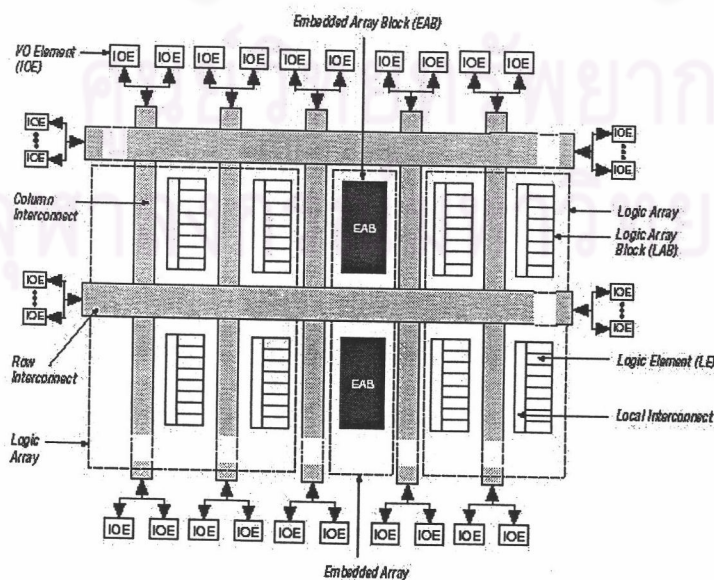 Embedded Array Block (EAB)
I/O Element
(IOE)
IOE IOE IOE IOE IOE IOE IOE IOE IOE IOE
IOE
IOE
IOE
IOE
Column
Interconnect
EAB
Logic Array
Logic Array
Block (LAB)
IOE
IOE
IOE
IOE
Row
Interconnect
EAB
Logic Element (LE)
Local Interconnect
Logic
Array
IOE IOE IOE IOE IOE IOE IOE IOE IOE IOE
Embedded Array